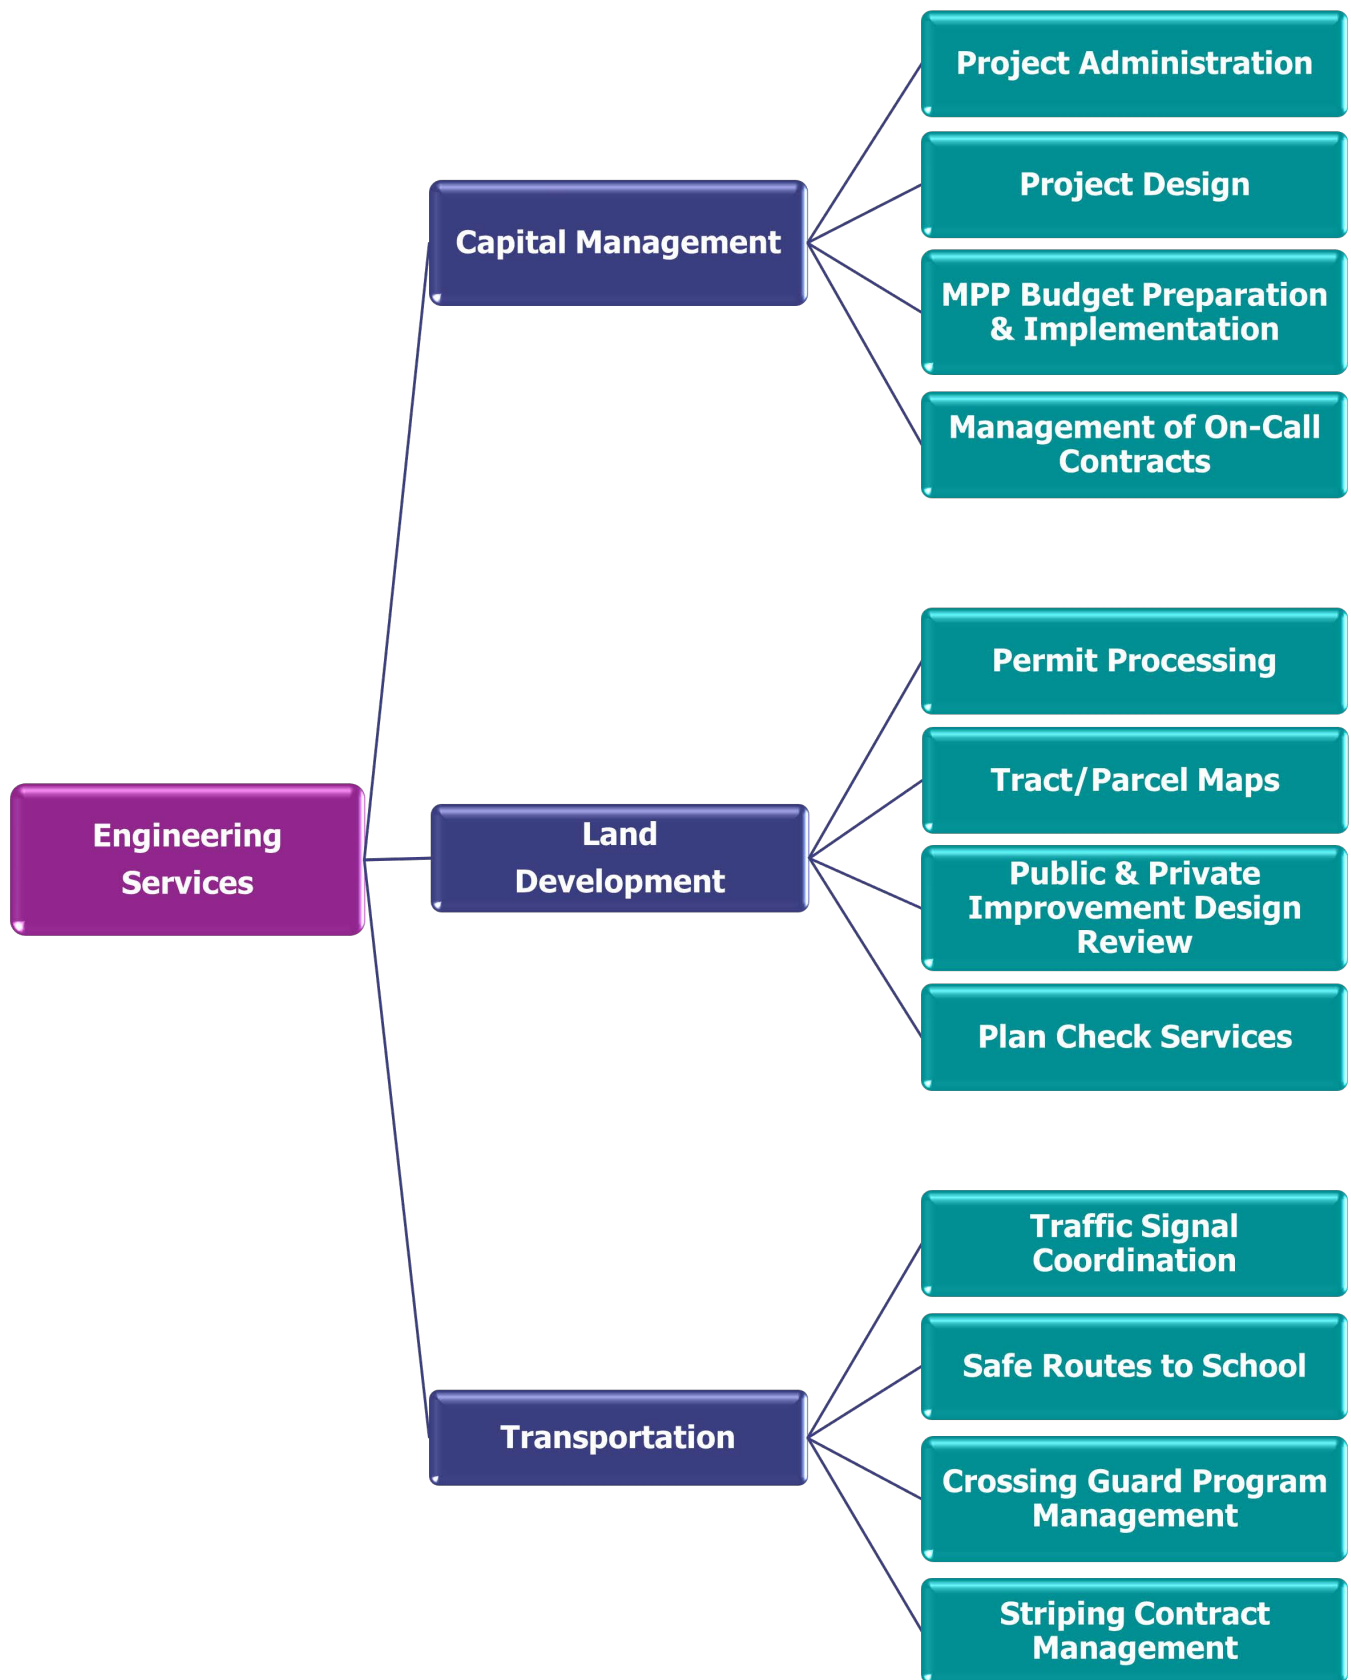 Engineering
Services
Capital Management
Project Administration
Project Design
MPP Budget Preparation
& Implementation
Management of On-Call
Contracts
Land
Development
Permit Processing
Tract/Parcel Maps
Public & Private
Improvement Design
Review
Plan Check Services
Transportation
Traffic Signal
Coordination
Safe Routes to School
Crossing Guard Program
Management
Striping Contract
Management